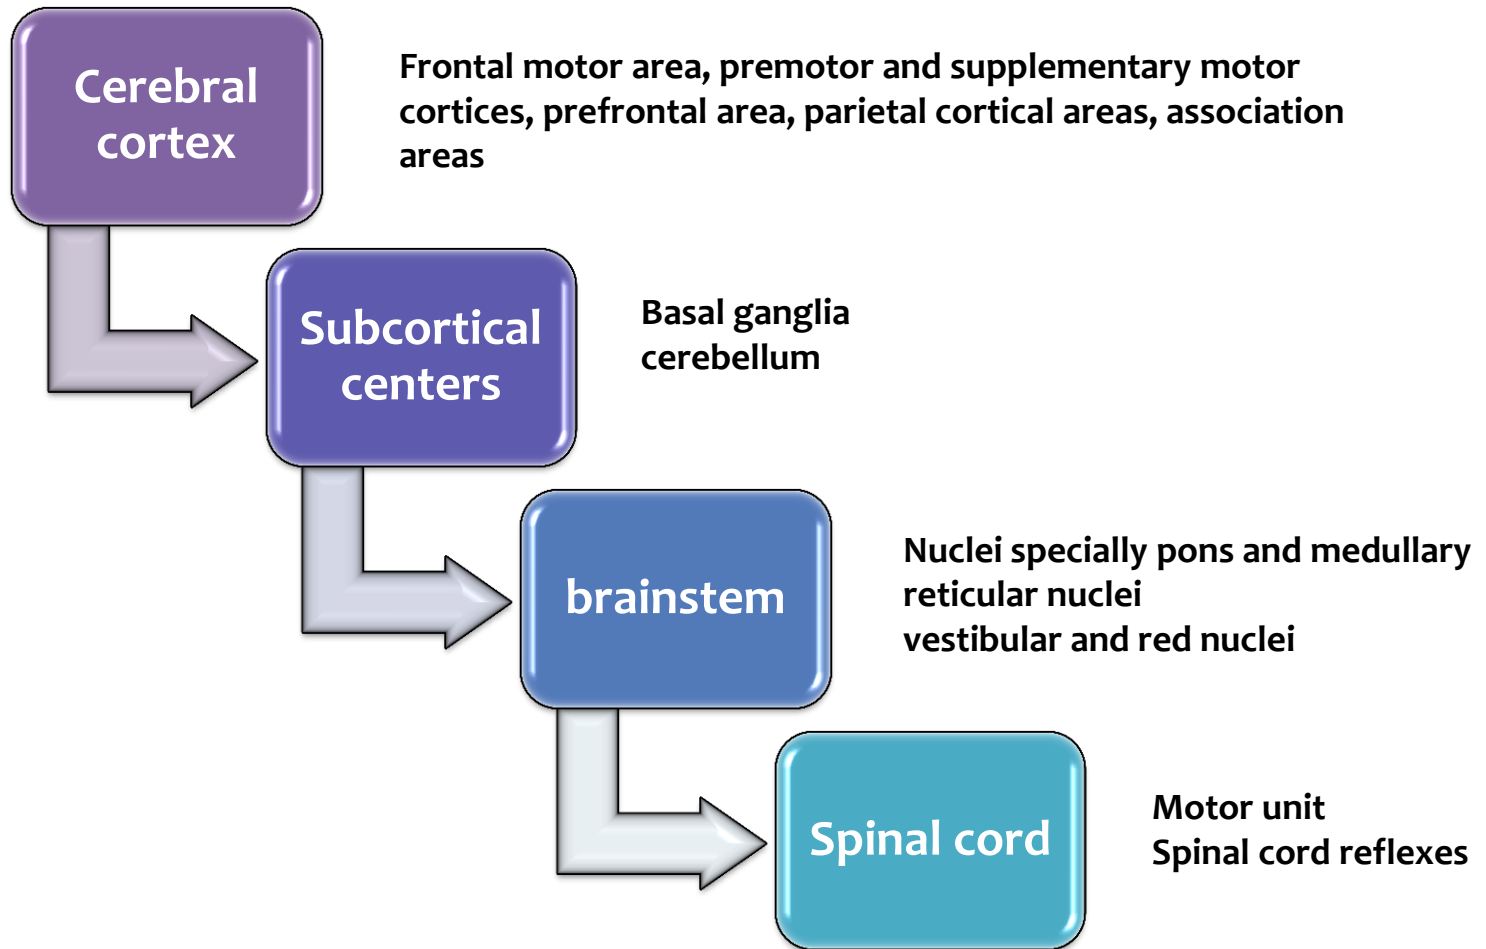 Cerebral
cortex
Frontal motor area, premotor and supplementary motor
cortices, prefrontal area, parietal cortical areas, association
areas
Subcortical
centers
Basal ganglia
cerebellum
brainstem
Nuclei specially pons and medullary
reticular nuclei
vestibular and red nuclei
Spinal cord
Motor unit
Spinal cord reflexes